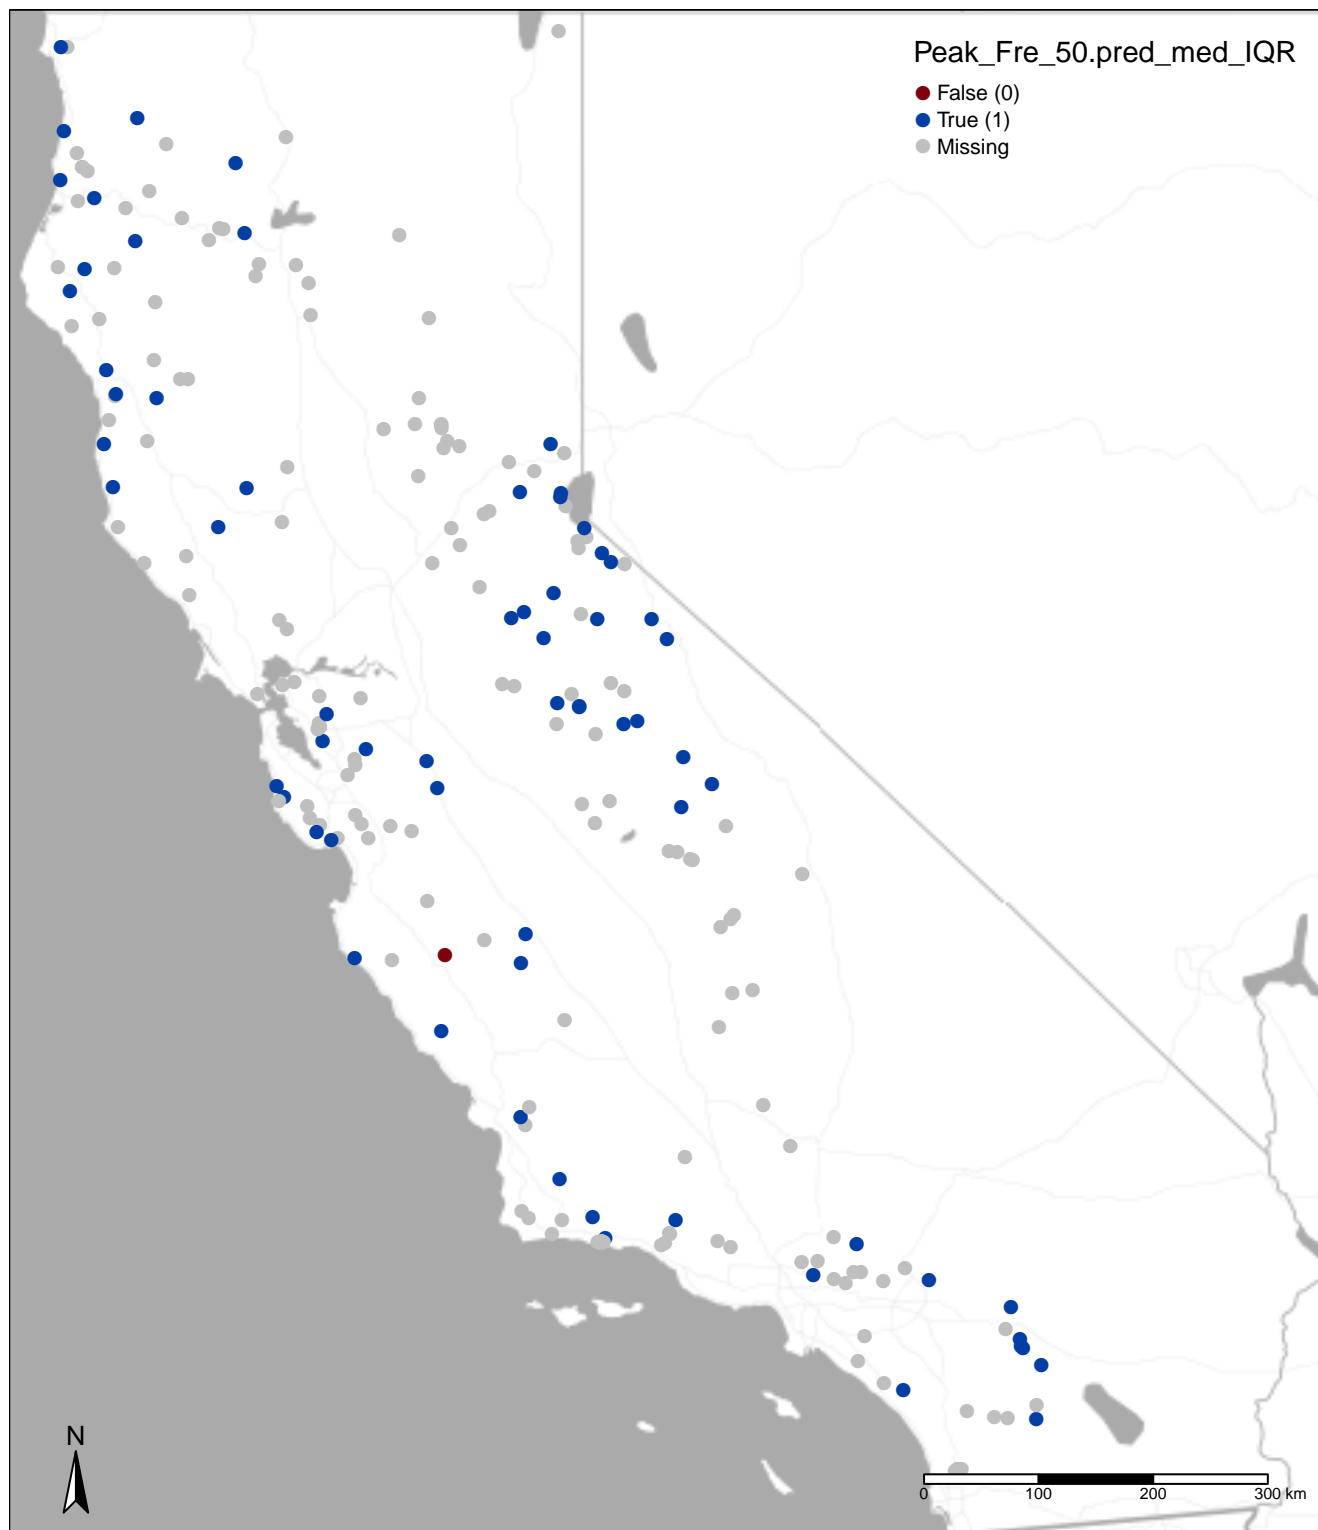 Peak_Fre_50.pred_med_IQR
False (0)
True (1)
Missing
N
0 100 200 300 km